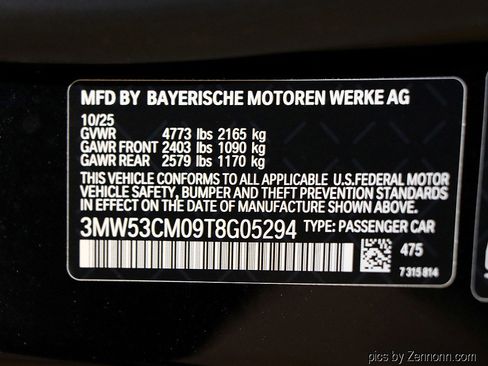 MFD BY BAYERISCHE MOTOREN WERKE AG
10/25
GVWR 4773 lbs 2165 kg
GAWR FRONT 2403 lbs 1090 kg
GAWR REAR 2579 lbs 1170 kg
THIS VEHICLE CONFORMS TO ALL APPLICABLE U.S.FEDERAL MOTOR
VEHICLE SAFETY, BUMPER AND THEFT PREVENTION STANDARDS
IN EFFECT ON THE DATE OF MANUFACTURE SHOWN ABOVE.
3MW53CM09T8G05294 TYPE: PASSENGER CAR
475
7 315 814
pics by Zennonn.com